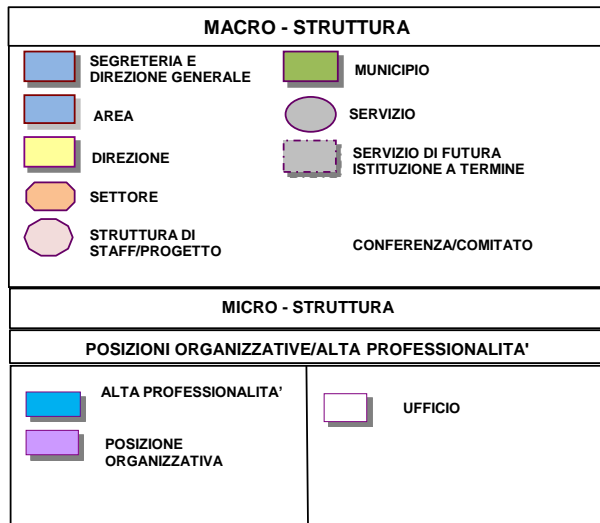 MACRO - STRUTTURA
SEGRETERIA E
DIREZIONE GENERALE
AREA
DIREZIONE
SETTORE
STRUTTURA DI
STAFF/PROGETTO
MUNICIPIO
SERVIZIO
SERVIZIO DI FUTURA
ISTITUZIONE A TERMINE
CONFERENZA/COMITATO
MICRO - STRUTTURA
POSIZIONI ORGANIZZATIVE/ALTA PROFESSIONALITA'
ALTA PROFESSIONALITA’
POSIZIONE
ORGANIZZATIVA
UFFICIO